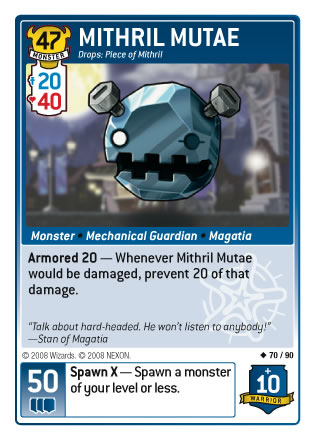 47
MONSTER
MITHRIL MUTAE
Drops: Piece of Mithril
20
40
Monster • Mechanical Guardian • Magatia
Armored 20 — Whenever Mithril Mutae
would be damaged, prevent 20 of that
damage.
"Talk about hard-headed. He won't listen to anybody!"
—Stan of Magatia
© 2008 Wizards. © 2008 NEXON.
◆ 70 / 90
50
Spawn X — Spawn a monster
of your level or less.
+
10
WARRIOR